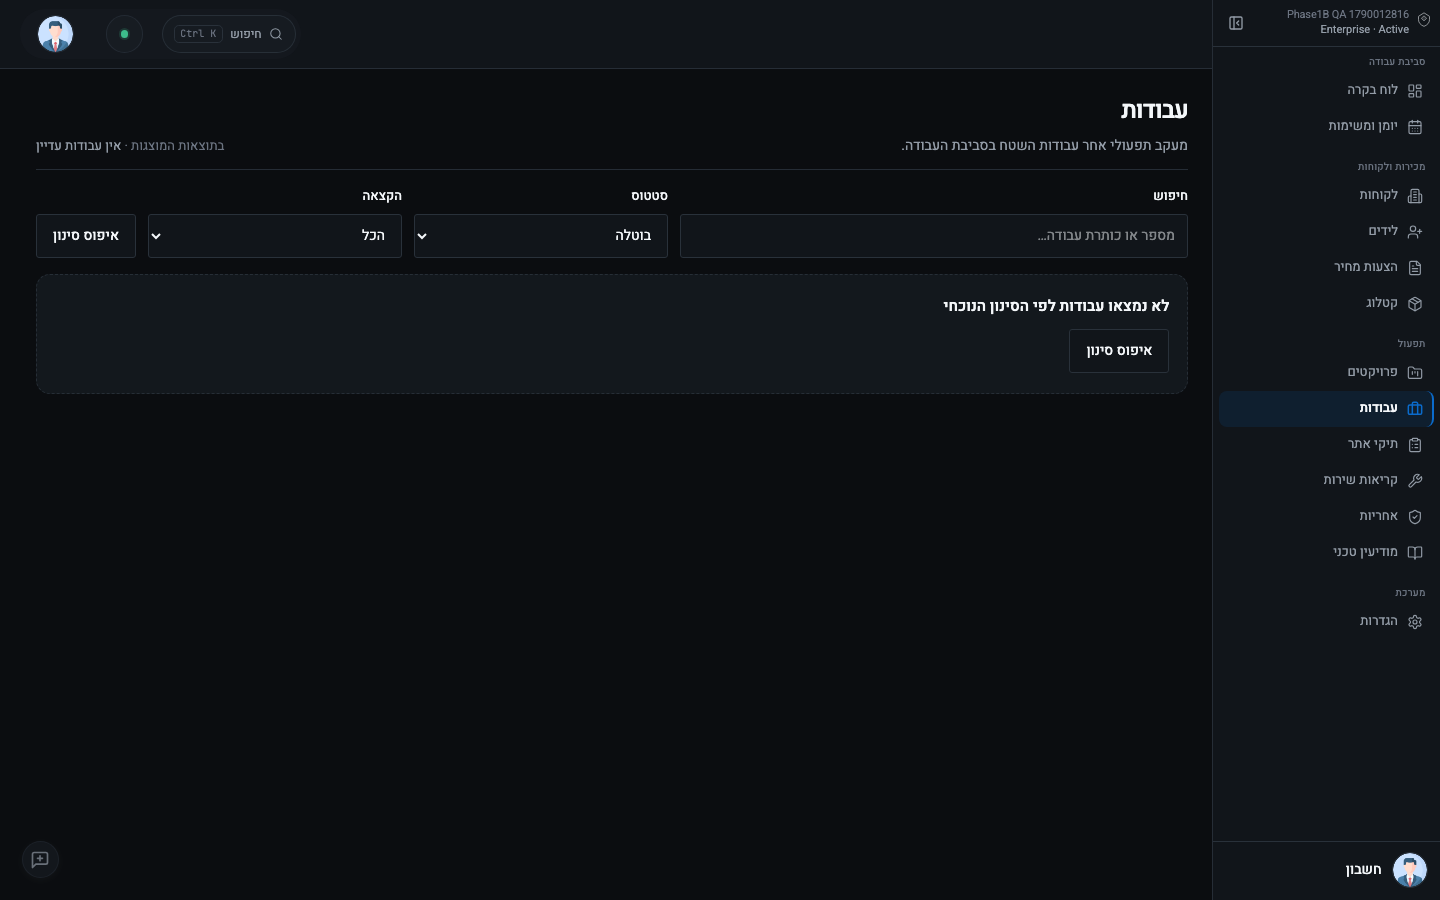 Phase1B QA 1790012816
Enterprise · Active
סביבת עבודה
לוח בקרה
יומן ומשימות
מכירות ולקוחות
לקוחות
לידים
הצעות מחיר
קטלוג
תפעול
פרויקטים
עבודות
תיקי אתר
קריאות שירות
אחריות
מודיעין טכני
מערכת
הגדרות
חשבון
חיפוש Ctrl K
עבודות
מעקב תפעולי אחר עבודות השטח בסביבת העבודה.
בתוצאות המוצגות · אין עבודות עדיין
חיפוש
סטטוס
הקצאה
מספר או כותרת עבודה...
בוטלה
הכל
איפוס סינון
לא נמצאו עבודות לפי הסינון הנוכחי
איפוס סינון